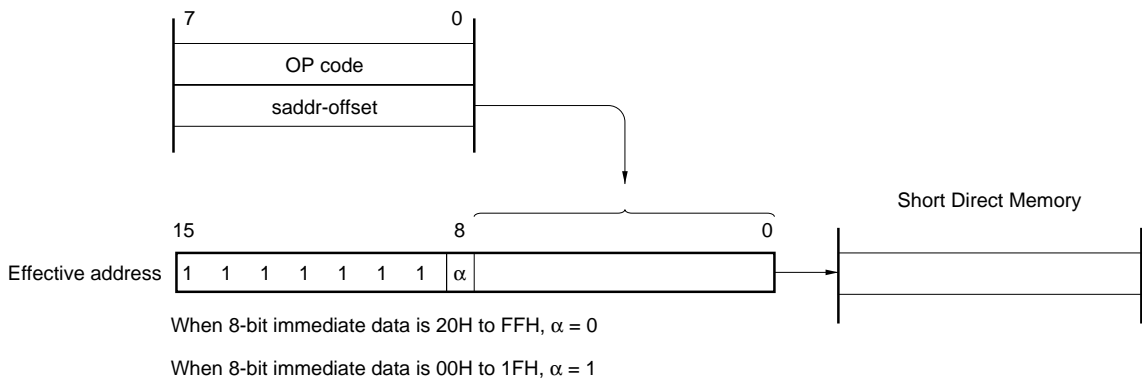 7 0
OP code
saddr-offset
Short Direct Memory
15 8 0
Effective address 1 1 1 1 1 1 1 α
When 8-bit immediate data is 20H to FFH, α = 0
When 8-bit immediate data is 00H to 1FH, α = 1